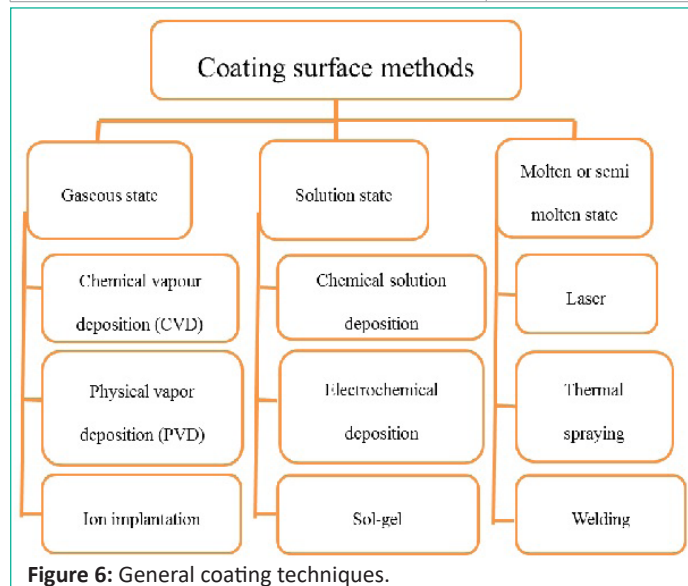 Coating surface methods
Gaseous state
Chemical vapour
deposition (CVD)
Physical vapor
deposition (PVD)
Ion implantation
Solution state
Chemical solution
deposition
Electrochemical
deposition
Sol-gel
Molten or semi
molten state
Laser
Thermal
spraying
Welding
Figure 6: General coating techniques.